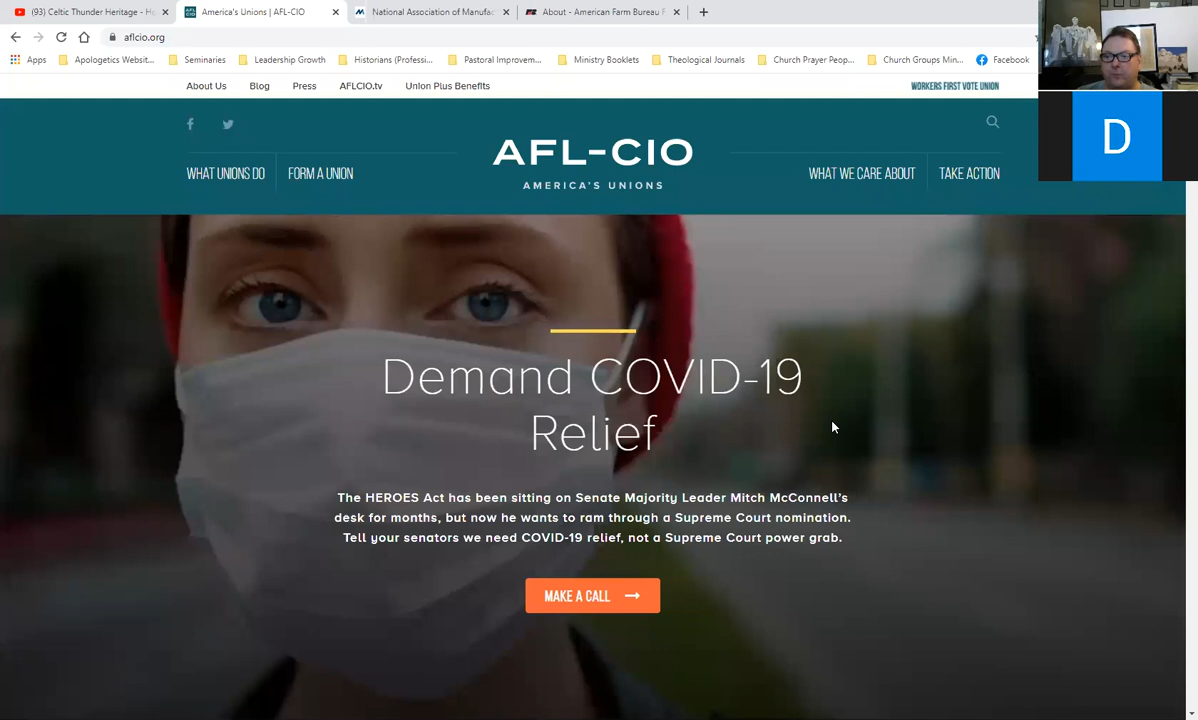 (93) Celtic Thunder Heritage - He
America's Unions | AFL-CIO
National Association of Manufac
About - American Farm Bureau F
aflcio.org
Apps
Apologetics Websit...
Seminaries
Leadership Growth
Historians (Profess...
Pastoral Improvem...
Ministry Booklets
Theological Journals
Church Prayer Peop...
Church Groups Min...
Facebook
About Us
Blog
Press
AFLCIO.tv
Union Plus Benefits
WORKERS FIRST VOTE UNION
WHAT UNIONS DO
FORM A UNION
AFL-CIO
AMERICA'S UNIONS
WHAT WE CARE ABOUT
TAKE ACTION
D
Demand COVID-19
Relief
The HEROES Act has been sitting on Senate Majority Leader Mitch McConnell's
desk for months, but now he wants to ram through a Supreme Court nomination.
Tell your senators we need COVID-19 relief, not a Supreme Court power grab.
MAKE A CALL